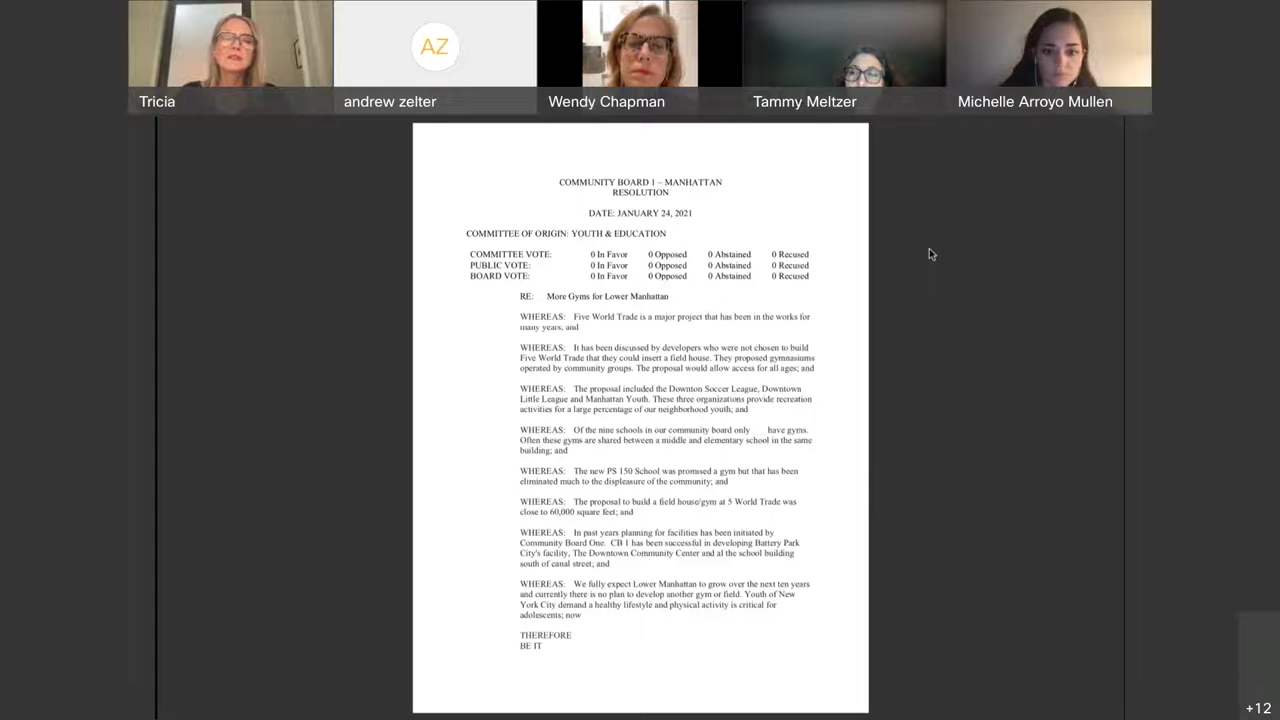 AZ
Tricia
andrew zelter
Wendy Chapman
Tammy Meltzer
Michelle Arroyo Mullen
COMMUNITY BOARD 1 – MANHATTAN
RESOLUTION
DATE: JANUARY 24, 2021
COMMITTEE OF ORIGIN: YOUTH & EDUCATION
COMMITTEE VOTE: 0 In Favor 0 Opposed 0 Abstained 0 Recused
PUBLIC VOTE: 0 In Favor 0 Opposed 0 Abstained 0 Recused
BOARD VOTE: 0 In Favor 0 Opposed 0 Abstained 0 Recused
RE: More Gyms for Lower Manhattan
WHEREAS: Five World Trade is a major project that has been in the works for
many years, and
WHEREAS: It has been discussed by developers who were not chosen to build
Five World Trade that they could insert a field house. They proposed gymnasiums
operated by community groups. The proposal would allow access for all ages; and
WHEREAS: The proposal included the Downton Soccer League, Downtown
Little League and Manhattan Youth. These three organizations provide recreation
activities for a large percentage of our neighborhood youth; and
WHEREAS: Of the nine schools in our community board only have gyms.
Often these gyms are shared between a middle and elementary school in the same
building; and
WHEREAS: The new PS 150 School was promised a gym but that has been
eliminated much to the displeasure of the community; and
WHEREAS: The proposal to build a field house/gym at 5 World Trade was
close to 60,000 square feet; and
WHEREAS: In past years planning for facilities has been initiated by
Community Board One. CB 1 has been successful in developing Battery Park
City's facility, The Downtown Community Center and al the school building
south of canal street; and
WHEREAS: We fully expect Lower Manhattan to grow over the next ten years
and currently there is no plan to develop another gym or field. Youth of New
York City demand a healthy lifestyle and physical activity is critical for
adolescents; now
THEREFORE
BE IT
+12